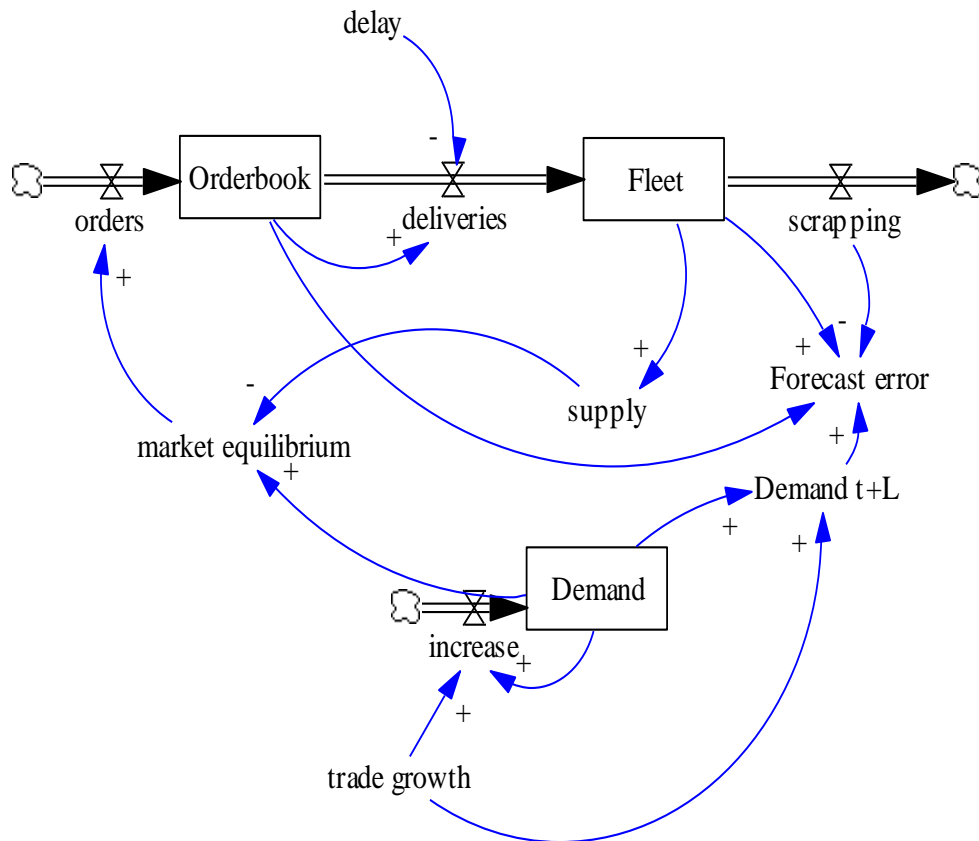 delay
-
Orderbook
Fleet
orders
deliveries
scrapping
+
+
-
+
+
Forecast error
-
supply
market equilibrium
+
+
Demand t+L
+
+
Demand
increase
+
+
trade growth